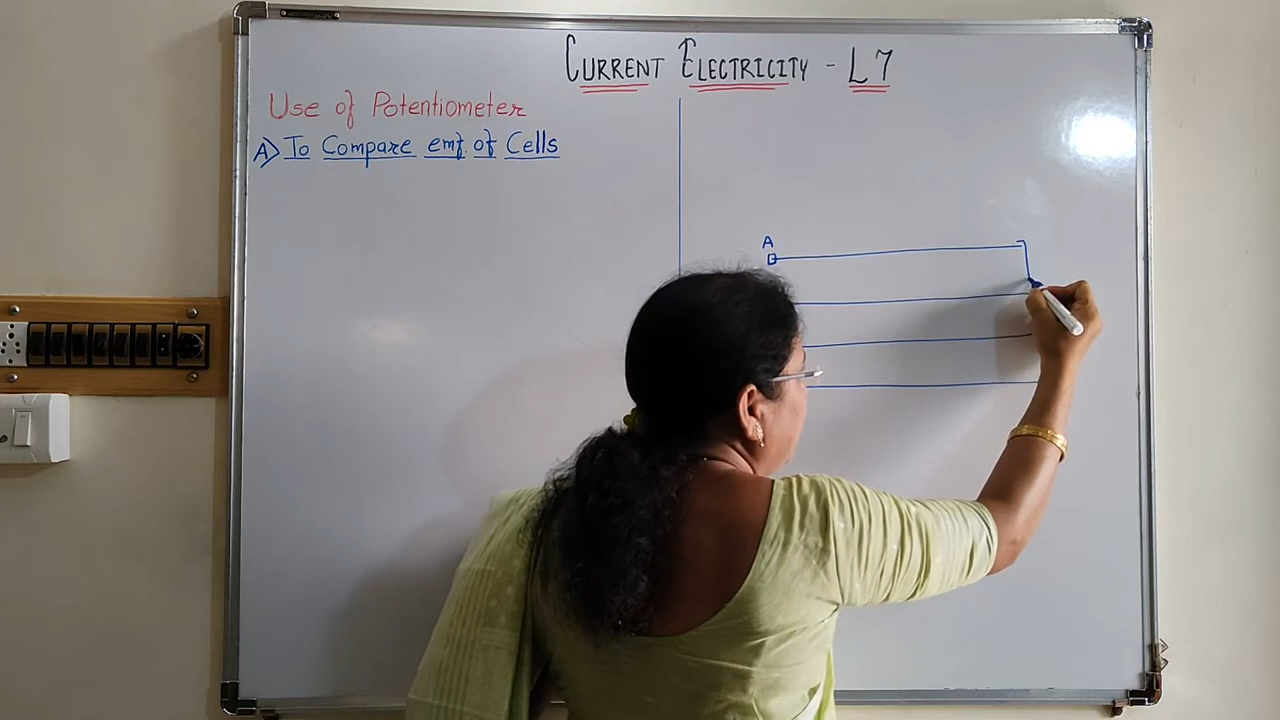 CURRENT ELECTRICITY - L7
Use of Potentiometer
A> To Compare emf. of Cells
A